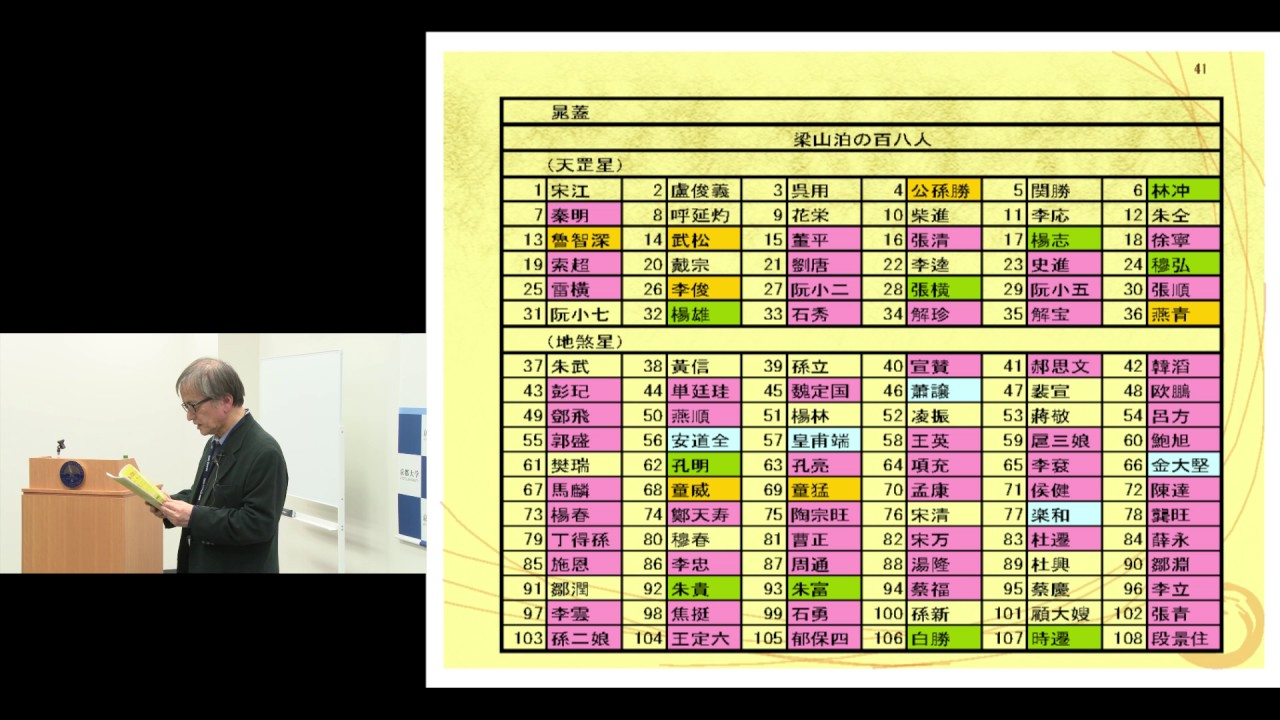 41
晁蓋
梁山泊の百八人
(天罡星)
1 宋江 2 盧俊義 3 呉用 4 公孫勝 5 関勝 6 林冲
7 秦明 8 呼延灼 9 花栄 10 柴進 11 李応 12 朱仝
13 魯智深 14 武松 15 董平 16 張清 17 楊志 18 徐寧
19 索超 20 戴宗 21 劉唐 22 李逵 23 史進 24 穆弘
25 雷横 26 李俊 27 阮小二 28 張横 29 阮小五 30 張順
31 阮小七 32 楊雄 33 石秀 34 解珍 35 解宝 36 燕青
(地煞星)
37 朱武 38 黄信 39 孫立 40 宣賛 41 郝思文 42 韓滔
43 彭玘 44 単廷珪 45 魏定国 46 蕭譲 47 裴宣 48 欧鵬
49 鄧飛 50 燕順 51 楊林 52 凌振 53 蒋敬 54 呂方
55 郭盛 56 安道全 57 皇甫端 58 王英 59 扈三娘 60 鮑旭
61 樊瑞 62 孔明 63 孔亮 64 項充 65 李袞 66 金大堅
67 馬麟 68 童威 69 童猛 70 孟康 71 侯健 72 陳達
73 楊春 74 鄭天寿 75 陶宗旺 76 宋清 77 楽和 78 龔旺
79 丁得孫 80 穆春 81 曹正 82 宋万 83 杜遷 84 薛永
85 施恩 86 李忠 87 周通 88 湯隆 89 杜興 90 鄒淵
91 鄒潤 92 朱貴 93 朱富 94 蔡福 95 蔡慶 96 李立
97 李雲 98 焦挺 99 石勇 100 孫新 101 顧大嫂 102 張青
103 孫二娘 104 王定六 105 郁保四 106 白勝 107 時遷 108 段景住
京都大学